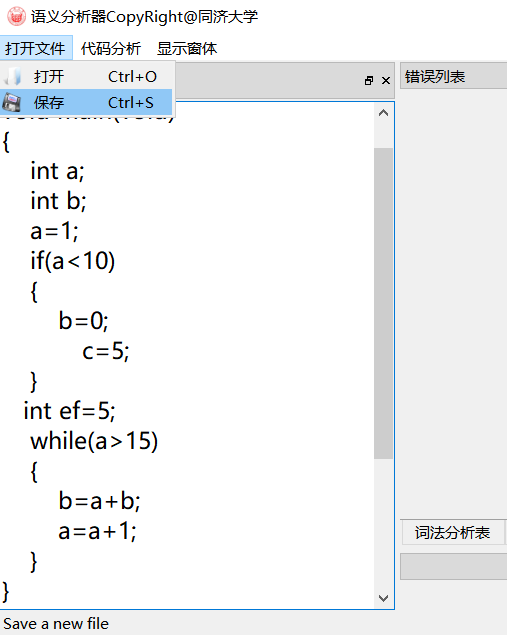 语义分析器CopyRight@同济大学
打开文件 代码分析 显示窗体
打开 Ctrl+O
保存 Ctrl+S
错误列表
{
int a;
int b;
a=1;
if(a<10)
{
b=0;
c=5;
}
int ef=5;
while(a>15)
{
b=a+b;
a=a+1;
}
}
词法分析表
Save a new file